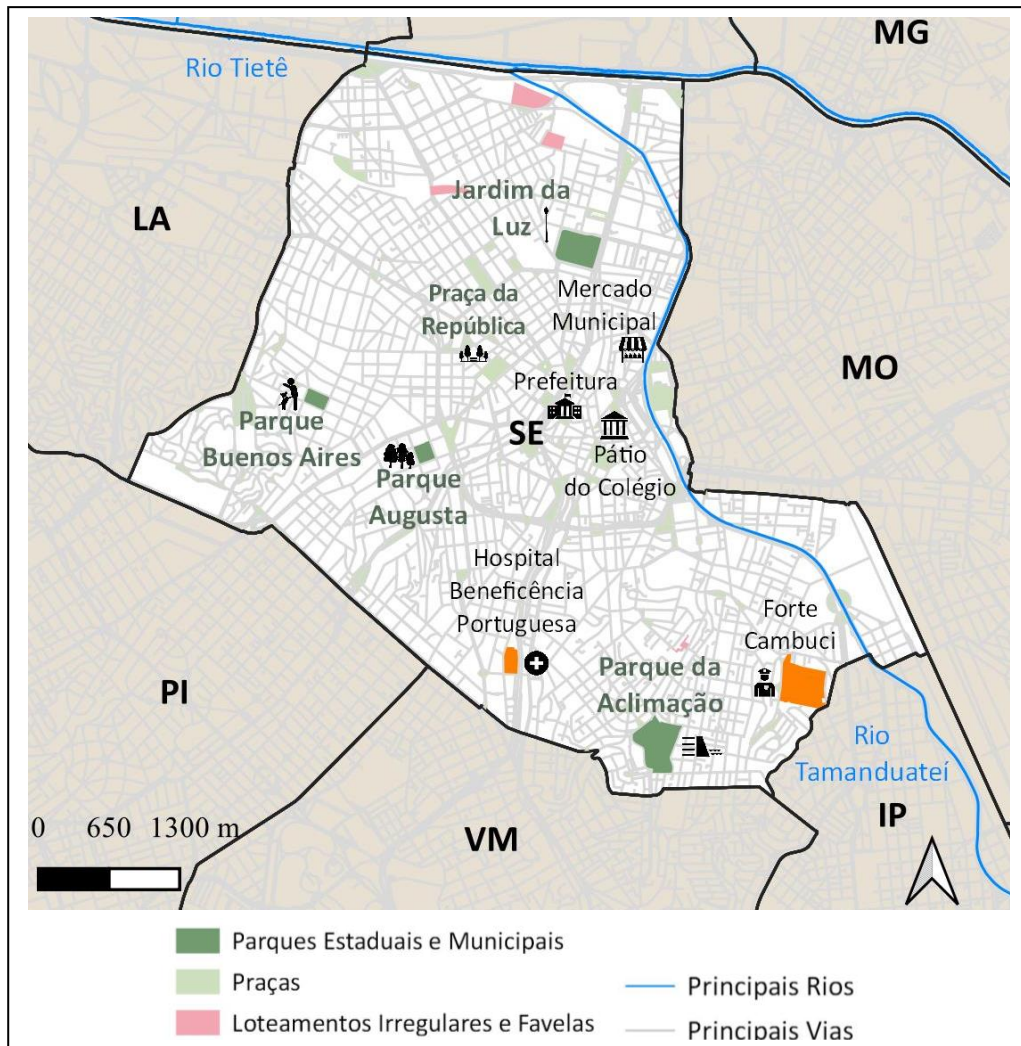 MG
Rio Tietê
LA
Jardim da
Luz
Praça da
República
Mercado
Municipal
MO
Prefeitura
SE
Parque
Buenos Aires
Pátio
do Colégio
Parque
Augusta
Hospital
Beneficência
Portuguesa
Forte
Cambuci
PI
Parque da
Aclimação
Rio
Tamanduateí
IP
VM
0 650 1300 m
Parques Estaduais e Municipais
Praças
Loteamentos Irregulares e Favelas
Principais Rios
Principais Vias